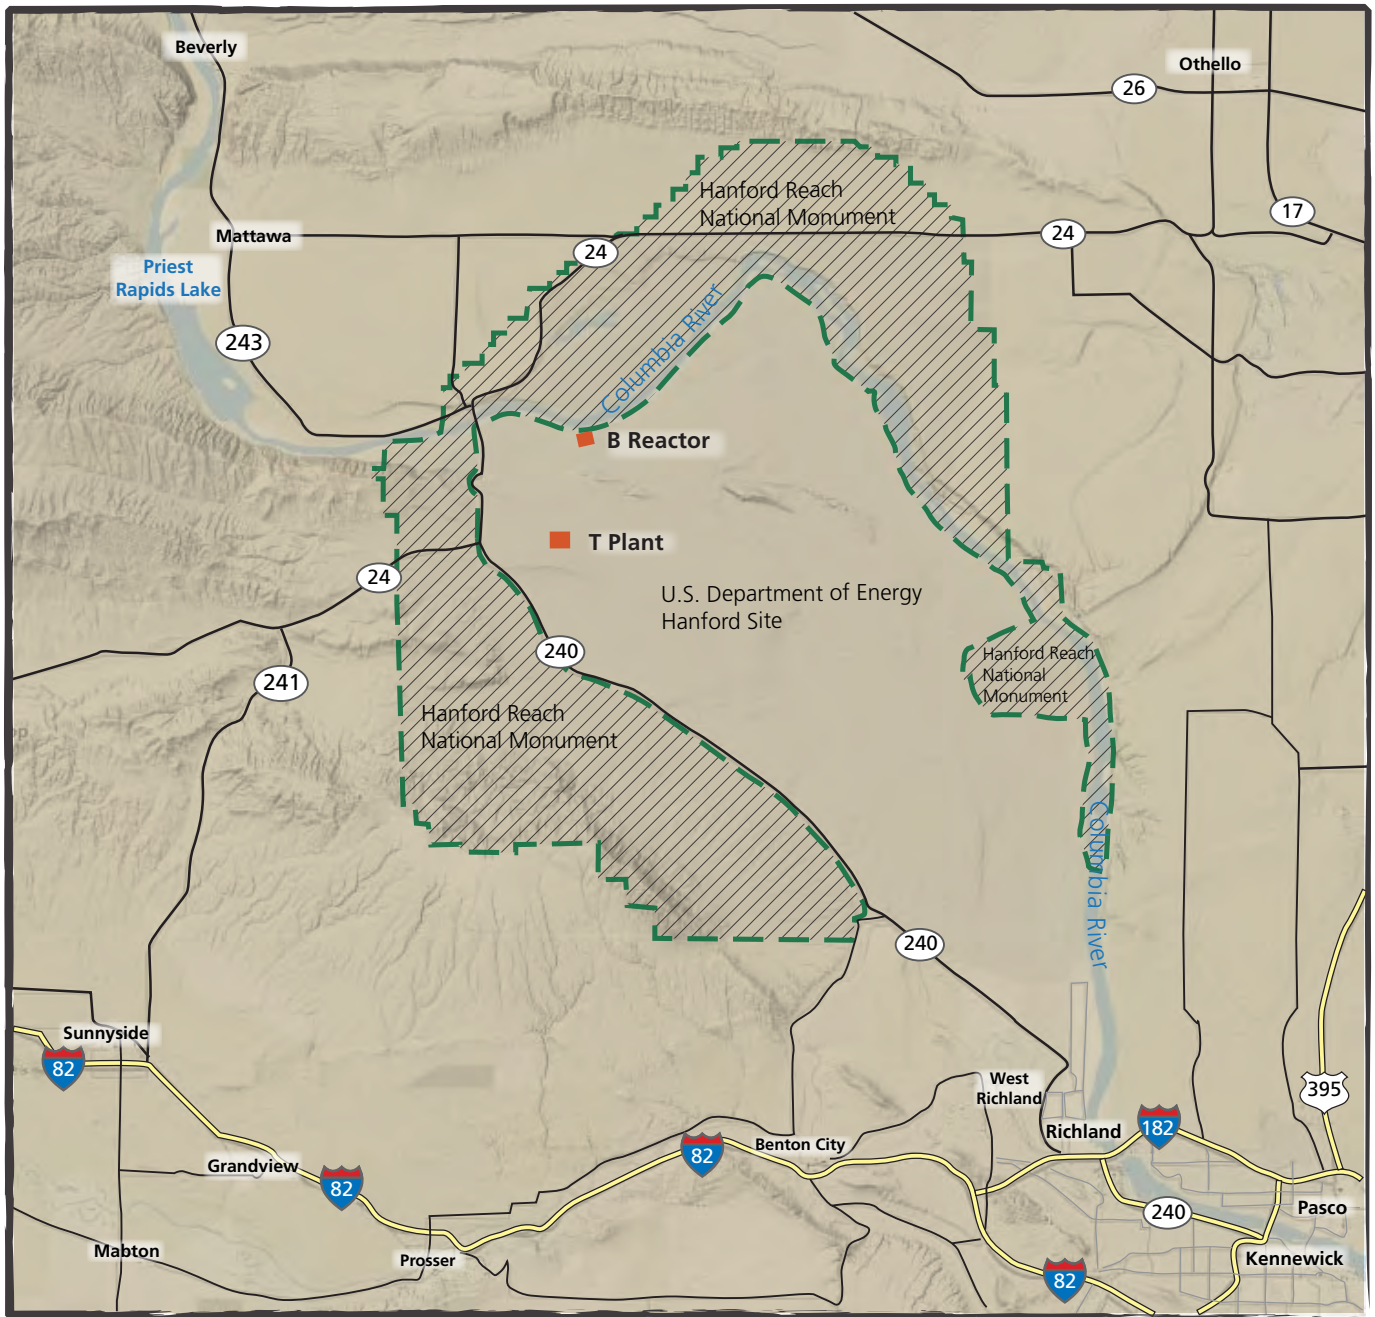 Beverly
Othello
26
Hanford Reach
National Monument
17
Mattawa
24
24
Priest
Rapids Lake
243
Columbia River
B Reactor
T Plant
24
U.S. Department of Energy
Hanford Site
240
Hanford Reach
National
Monument
241
Hanford Reach
National Monument
Columbia River
240
Sunnyside
82
West
Richland
395
Richland
182
Benton City
82
Grandview
82
Pasco
240
Mabton
Prosser
Kennewick
82